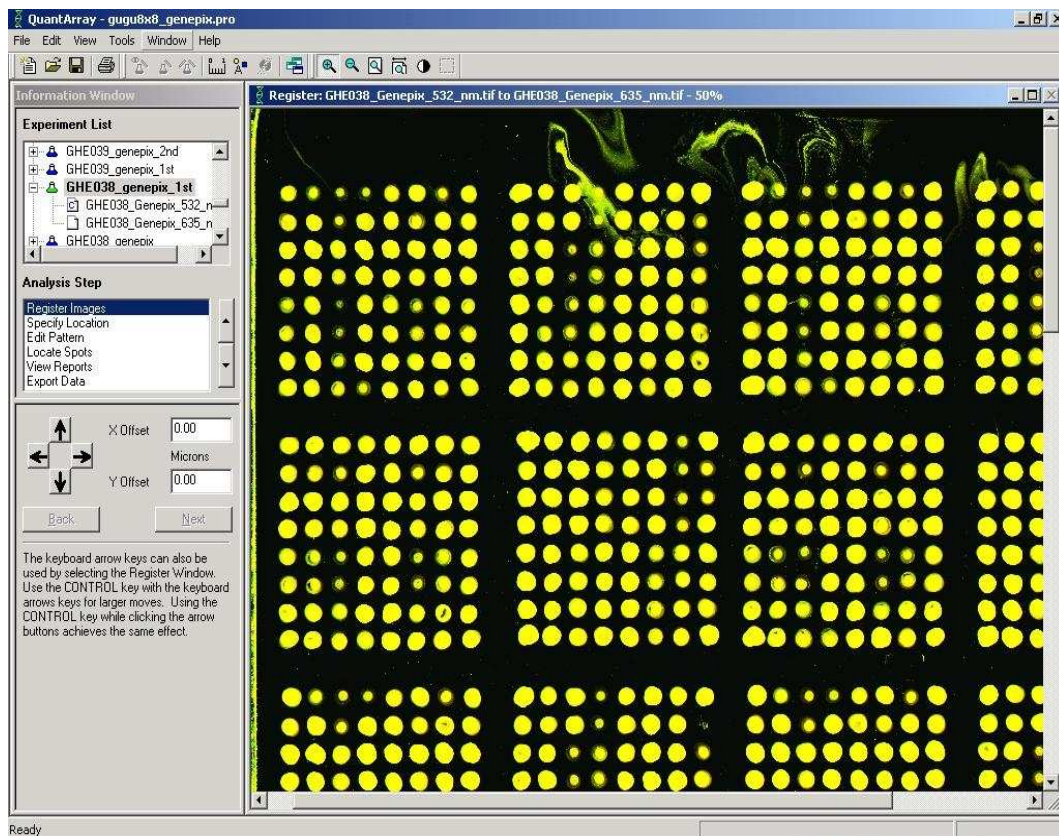 QuantArray - gugu8x8_genepix.pro
File Edit View Tools Window Help
Information Window
Experiment List
GHE039_genepix_2nd
GHE039_genepix_1st
GHE038_genepix_1st
GHE038_Genepix_532_n
GHE038_Genepix_635_n
GHE038_genepix
Analysis Step
Register Images
Specify Location
Edit Pattern
Locate Spots
View Reports
Export Data
X Offset 0.00
Microns
Y Offset 0.00
Back Next
The keyboard arrow keys can also be
used by selecting the Register Window.
Use the CONTROL key with the keyboard
arrows keys for larger moves. Using the
CONTROL key while clicking the arrow
buttons achieves the same effect.
Register: GHE038_Genepix_532_nm.tif to GHE038_Genepix_635_nm.tif - 50%
Ready